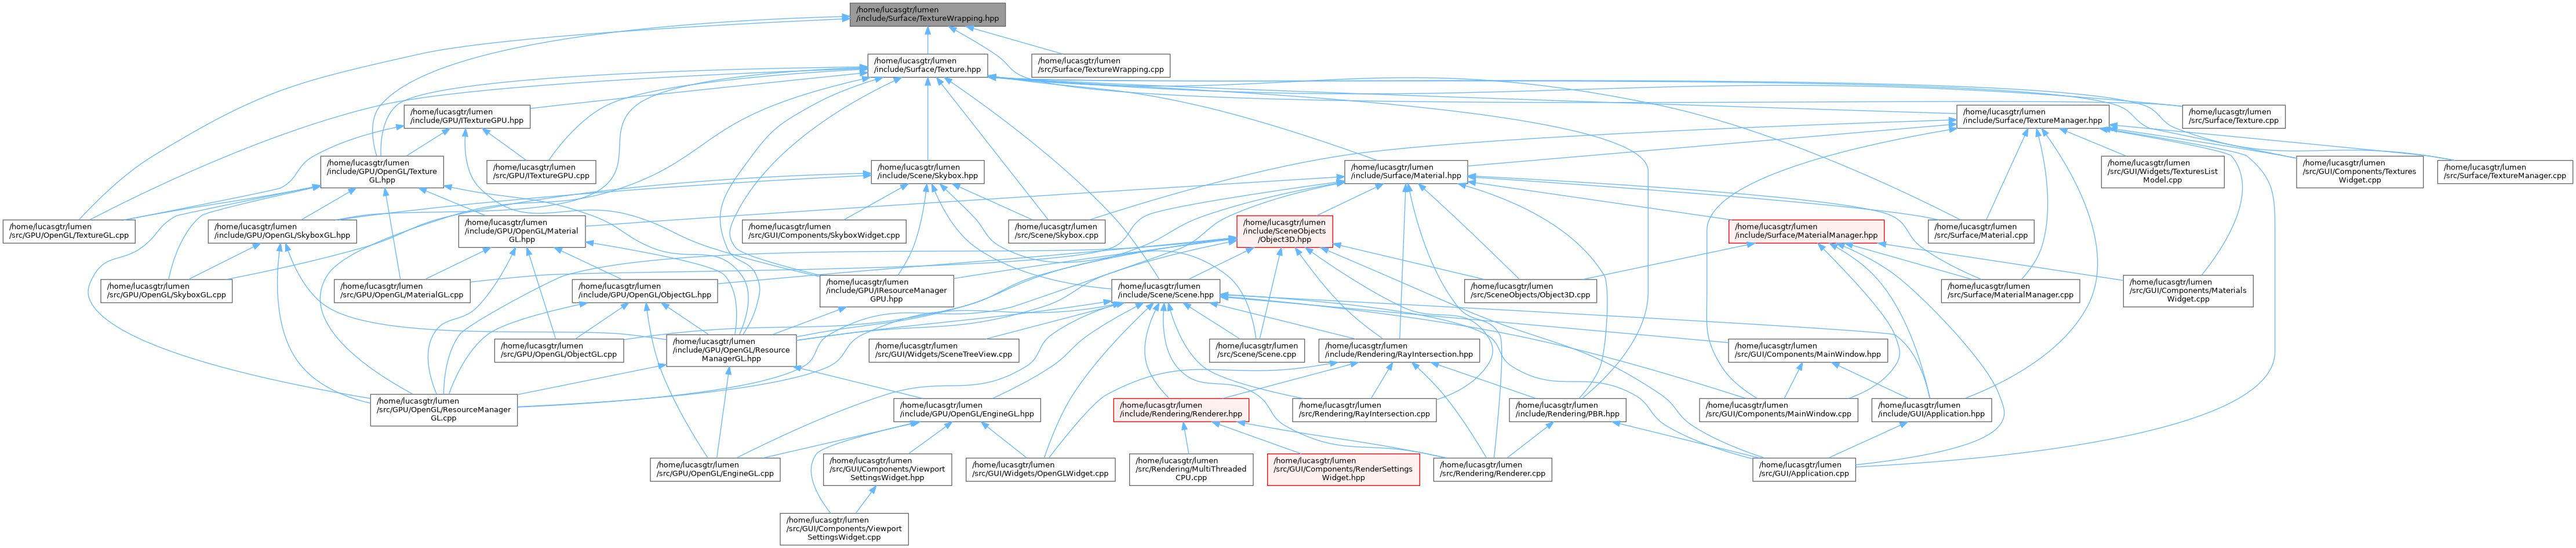 /home/lucasgtr/lumen
/include/Surface/TextureWrapping.hpp
/home/lucasgtr/lumen
/include/Surface/Texture.hpp
/home/lucasgtr/lumen
/src/Surface/TextureWrapping.cpp
/home/lucasgtr/lumen
/include/GPU/ITextureGPU.hpp
/home/lucasgtr/lumen
/include/Surface/TextureManager.hpp
/home/lucasgtr/lumen
/src/Surface/Texture.cpp
/home/lucasgtr/lumen
/include/GPU/OpenGL/Texture
GL.hpp
/home/lucasgtr/lumen
/src/GPU/ITextureGPU.cpp
/home/lucasgtr/lumen
/include/Scene/Skybox.hpp
/home/lucasgtr/lumen
/include/Surface/Material.hpp
/home/lucasgtr/lumen
/src/GUI/Widgets/TexturesList
Model.cpp
/home/lucasgtr/lumen
/src/GUI/Components/Textures
Widget.cpp
/home/lucasgtr/lumen
/src/Surface/TextureManager.cpp
/home/lucasgtr/lumen
/src/GPU/OpenGL/TextureGL.cpp
/home/lucasgtr/lumen
/include/GPU/OpenGL/SkyboxGL.hpp
/home/lucasgtr/lumen
/include/GPU/OpenGL/Material
GL.hpp
/home/lucasgtr/lumen
/src/GUI/Components/SkyboxWidget.cpp
/home/lucasgtr/lumen
/src/Scene/Skybox.cpp
/home/lucasgtr/lumen
/include/SceneObjects
/Object3D.hpp
/home/lucasgtr/lumen
/include/Surface/MaterialManager.hpp
/home/lucasgtr/lumen
/src/Surface/Material.cpp
/home/lucasgtr/lumen
/src/GPU/OpenGL/SkyboxGL.cpp
/home/lucasgtr/lumen
/src/GPU/OpenGL/MaterialGL.cpp
/home/lucasgtr/lumen
/include/GPU/OpenGL/ObjectGL.hpp
/home/lucasgtr/lumen
/include/GPU/IResourceManager
GPU.hpp
/home/lucasgtr/lumen
/include/Scene/Scene.hpp
/home/lucasgtr/lumen
/src/SceneObjects/Object3D.cpp
/home/lucasgtr/lumen
/src/Surface/MaterialManager.cpp
/home/lucasgtr/lumen
/src/GUI/Components/Materials
Widget.cpp
/home/lucasgtr/lumen
/src/GPU/OpenGL/ObjectGL.cpp
/home/lucasgtr/lumen
/include/GPU/OpenGL/Resource
ManagerGL.hpp
/home/lucasgtr/lumen
/src/GUI/Widgets/SceneTreeView.cpp
/home/lucasgtr/lumen
/src/Scene/Scene.cpp
/home/lucasgtr/lumen
/include/Rendering/RayIntersection.hpp
/home/lucasgtr/lumen
/src/GUI/Components/MainWindow.hpp
/home/lucasgtr/lumen
/src/GPU/OpenGL/ResourceManager
GL.cpp
/home/lucasgtr/lumen
/include/GPU/OpenGL/EngineGL.hpp
/home/lucasgtr/lumen
/include/Rendering/Renderer.hpp
/home/lucasgtr/lumen
/src/Rendering/RayIntersection.cpp
/home/lucasgtr/lumen
/include/Rendering/PBR.hpp
/home/lucasgtr/lumen
/src/GUI/Components/MainWindow.cpp
/home/lucasgtr/lumen
/include/GUI/Application.hpp
/home/lucasgtr/lumen
/src/GPU/OpenGL/EngineGL.cpp
/home/lucasgtr/lumen
/src/GUI/Components/Viewport
SettingsWidget.hpp
/home/lucasgtr/lumen
/src/GUI/Widgets/OpenGLWidget.cpp
/home/lucasgtr/lumen
/src/Rendering/MultiThreaded
CPU.cpp
/home/lucasgtr/lumen
/src/GUI/Components/RenderSettings
Widget.hpp
/home/lucasgtr/lumen
/src/Rendering/Renderer.cpp
/home/lucasgtr/lumen
/src/GUI/Application.cpp
/home/lucasgtr/lumen
/src/GUI/Components/Viewport
SettingsWidget.cpp